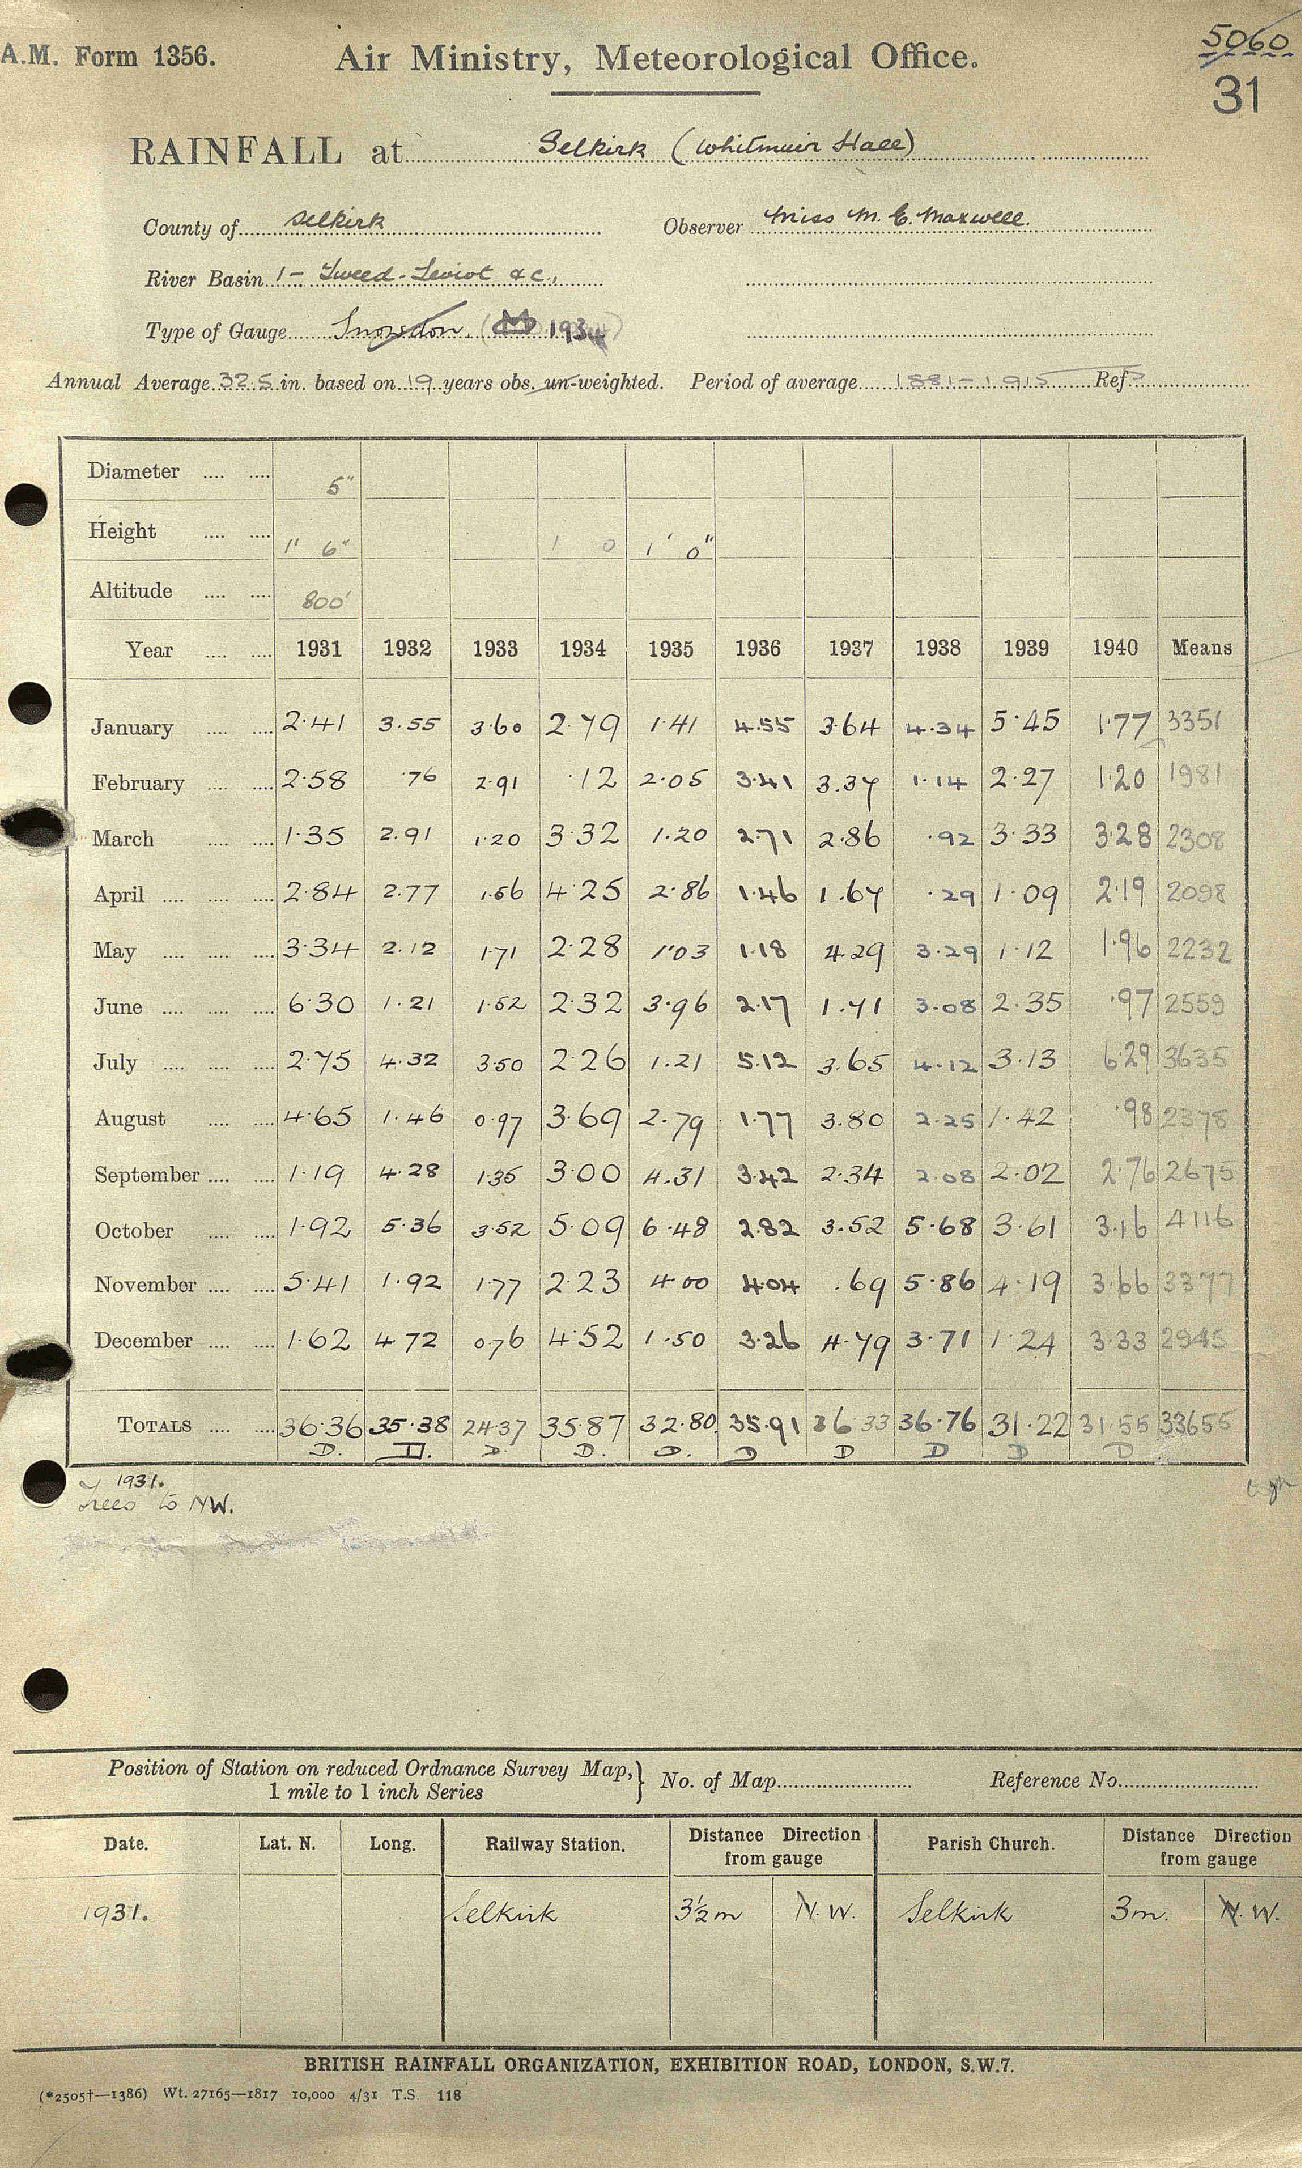 A.M. Form 1356.
Air Ministry, Meteorological Office.
5060
31
RAINFALL at Selkirk (Whitmuir Hall)
County of Selkirk Observer Miss M. E. Maxwell.
River Basin 1- Tweed-Teviot &c.,
Type of Gauge Snowdon. 1934
Annual Average 32.5 in. based on 19 years obs. un-weighted. Period of average 1881-1915 Ref.
Diameter 5"
Height 1' 6" 1 0 1' 0"
Altitude 800'
Year 1931 1932 1933 1934 1935 1936 1937 1938 1939 1940 Means
January 2.41 3.55 3.60 2.79 1.41 4.55 3.64 4.34 5.45 1.77 3351
February 2.58 .76 2.91 .12 2.05 3.41 3.37 1.14 2.27 1.20 1981
March 1.35 2.91 1.20 3.32 1.20 2.71 2.86 .92 3.33 3.28 2308
April 2.84 2.77 1.56 4.25 2.86 1.46 1.67 .29 1.09 2.19 2098
May 3.34 2.12 1.71 2.28 1.03 1.18 4.29 3.29 1.12 1.96 2232
June 6.30 1.21 1.52 2.32 3.96 2.17 1.71 3.08 2.35 .97 2559
July 2.75 4.32 3.50 2.26 1.21 5.12 3.65 4.12 3.13 6.29 3635
August 4.65 1.46 0.97 3.69 2.79 1.77 3.80 2.25 1.42 .98 2378
September 1.19 4.28 1.35 3.00 4.31 3.42 2.34 2.08 2.02 2.76 2675
October 1.92 5.36 3.52 5.09 6.48 2.82 3.52 5.68 3.61 3.16 4116
November 5.41 1.92 1.77 2.23 4.00 4.04 .69 5.86 4.19 3.66 3377
December 1.62 4.72 0.76 4.52 1.50 3.26 4.79 3.71 1.24 3.33 2945
TOTALS 36.36 35.38 24.37 35.87 32.80 35.91 36.33 36.76 31.22 31.55 33655
D. D. D. D. D. D D D D D
1931.
Trees to NW.
Position of Station on reduced Ordnance Survey Map, } No. of Map Reference No.
1 mile to 1 inch Series
Date. Lat. N. Long. Railway Station. Distance Direction from gauge Parish Church. Distance Direction from gauge
1931. Selkirk 3½m N.W. Selkirk 3m. N.W.
BRITISH RAINFALL ORGANIZATION, EXHIBITION ROAD, LONDON, S.W.7.
(*2505†—1386) Wt. 27165—1817 10,000 4/31 T.S. 118